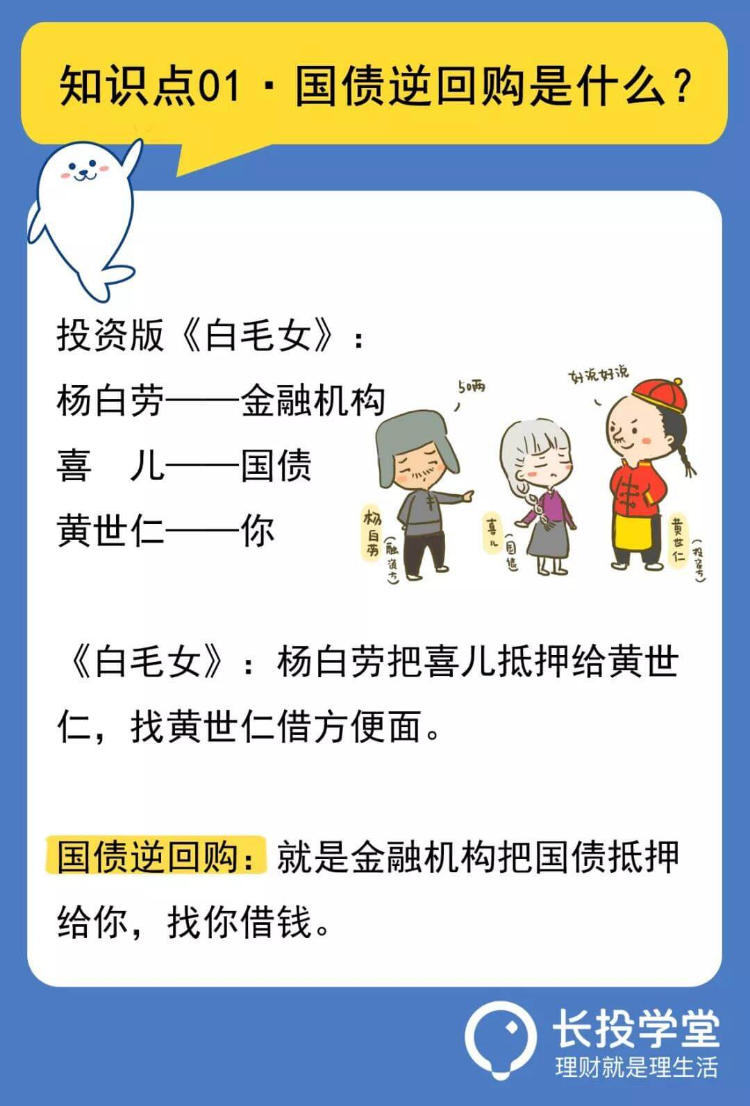 知识点01·国债逆回购是什么？
投资版《白毛女》：
杨白劳——金融机构
喜　儿——国债
黄世仁——你
50两
好说好说
杨白劳(融资方)
喜儿(国债)
黄世仁(投资方)
《白毛女》：杨白劳把喜儿抵押给黄世
仁，找黄世仁借方便面。
国债逆回购：就是金融机构把国债抵押
给你，找你借钱。
长投学堂
理财就是理生活